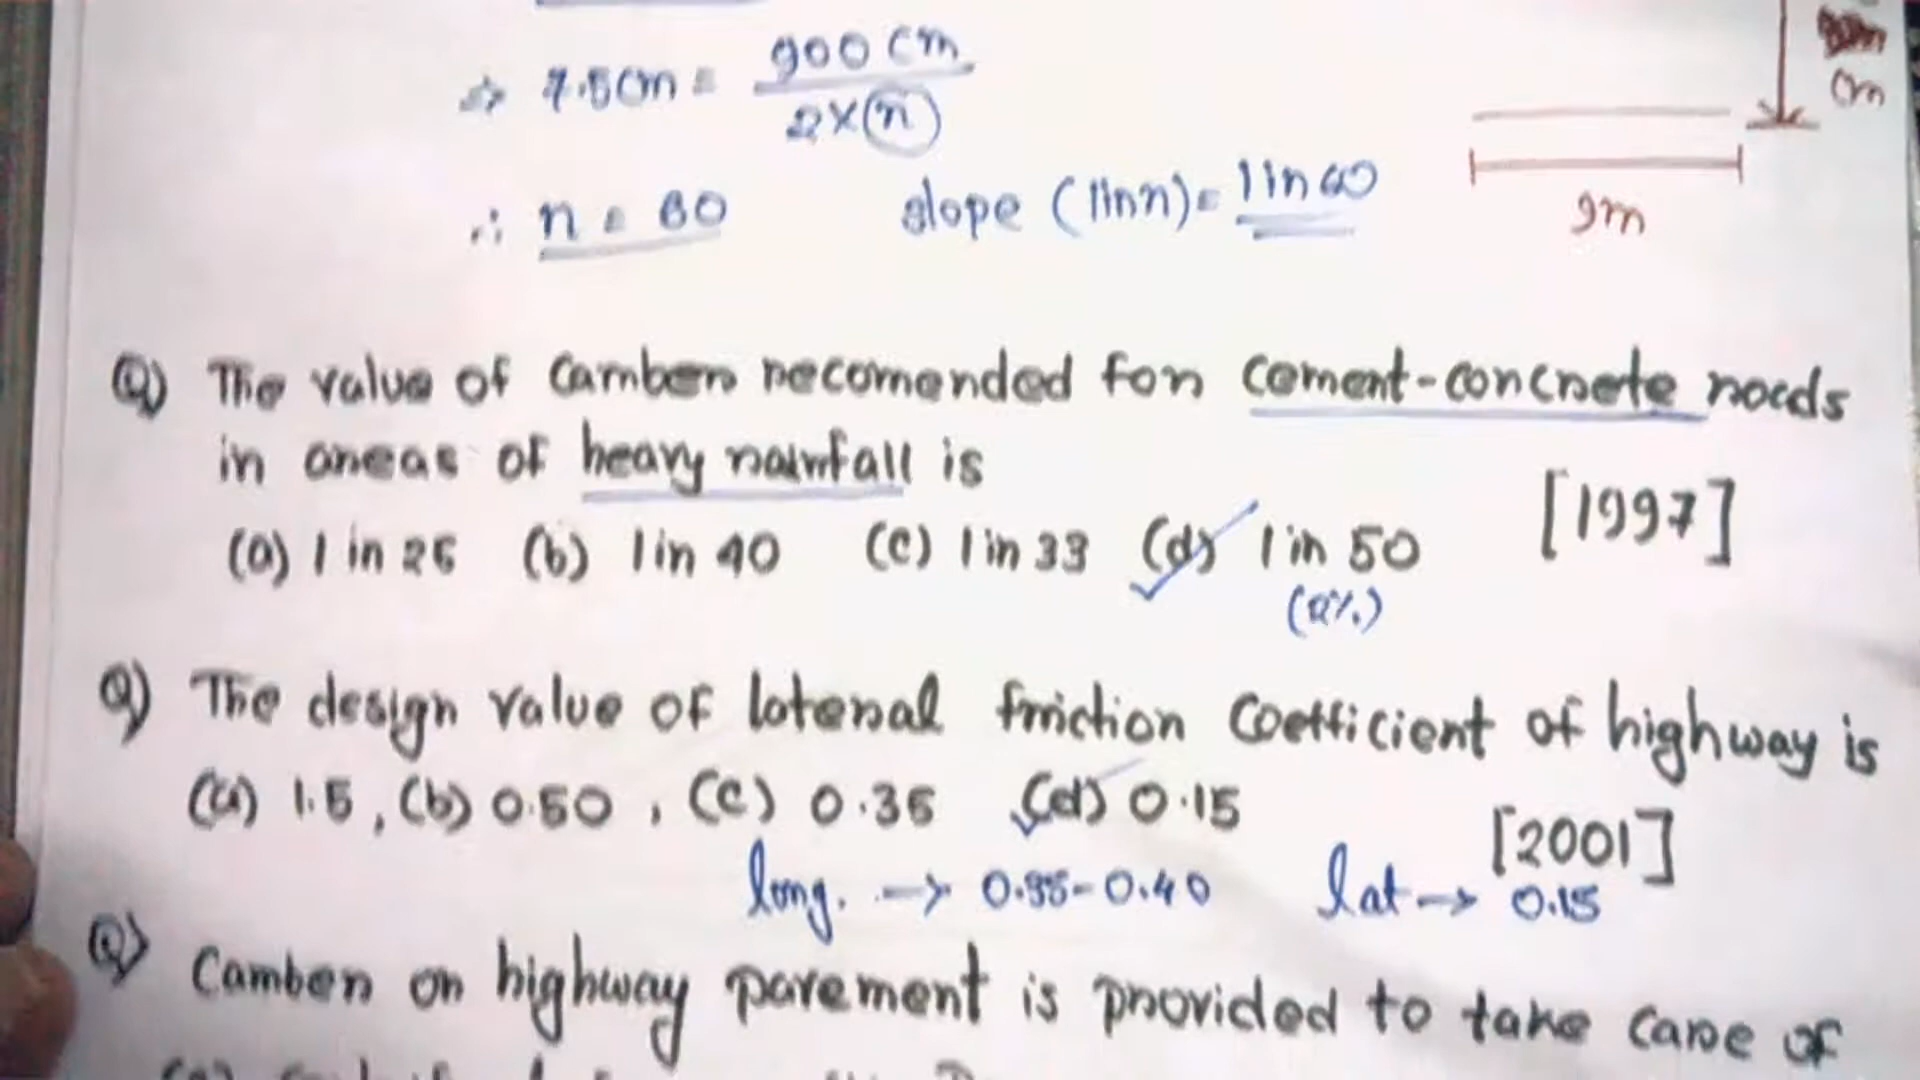 ⇒ 7.5cm = 900 cm / 2×n
cm
∴ n = 60 slope (1 in n) = 1 in 60
9m
Q) The value of Camber recomended for cement-concrete roads
in areas of heavy rainfall is
[1997]
(a) 1 in 25 (b) 1 in 40 (c) 1 in 33 (d) 1 in 50
(2%)
Q) The design value of lateral friction Coefficient of highway is
(a) 1.5, (b) 0.50, (c) 0.35 (d) 0.15
[2001]
long. → 0.35-0.40 lat → 0.15
Q) Camber on highway pavement is provided to take care of